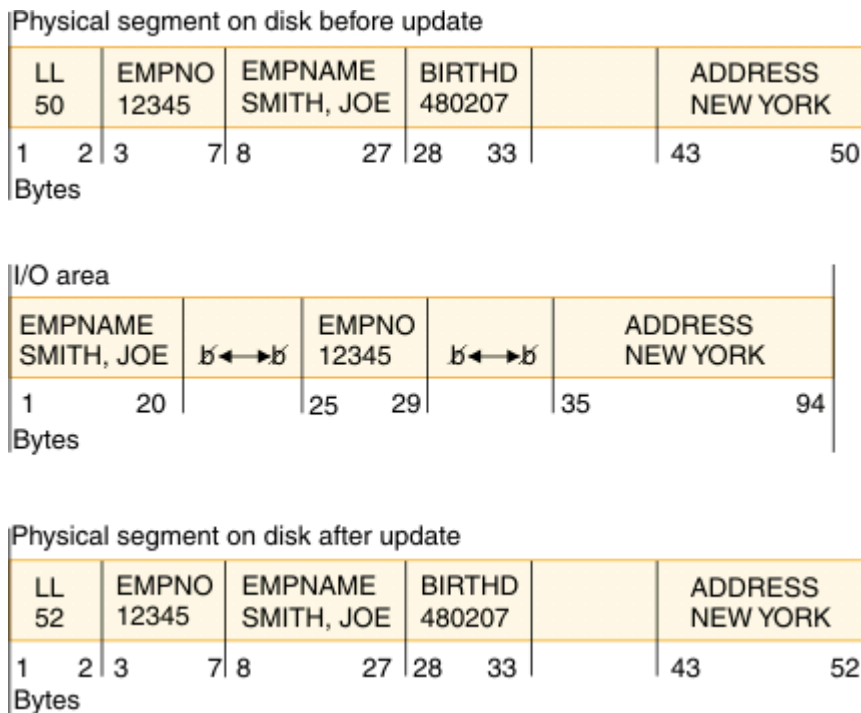 Physical segment on disk before update
LL EMPNO EMPNAME BIRTHD ADDRESS
50 12345 SMITH, JOE 480207 NEW YORK
1 2 3 7 8 27 28 33 43 50
Bytes
I/O area
EMPNAME EMPNO ADDRESS
SMITH, JOE b̸↔b̸ 12345 b̸↔b̸ NEW YORK
1 20 25 29 35 94
Bytes
Physical segment on disk after update
LL EMPNO EMPNAME BIRTHD ADDRESS
52 12345 SMITH, JOE 480207 NEW YORK
1 2 3 7 8 27 28 33 43 52
Bytes